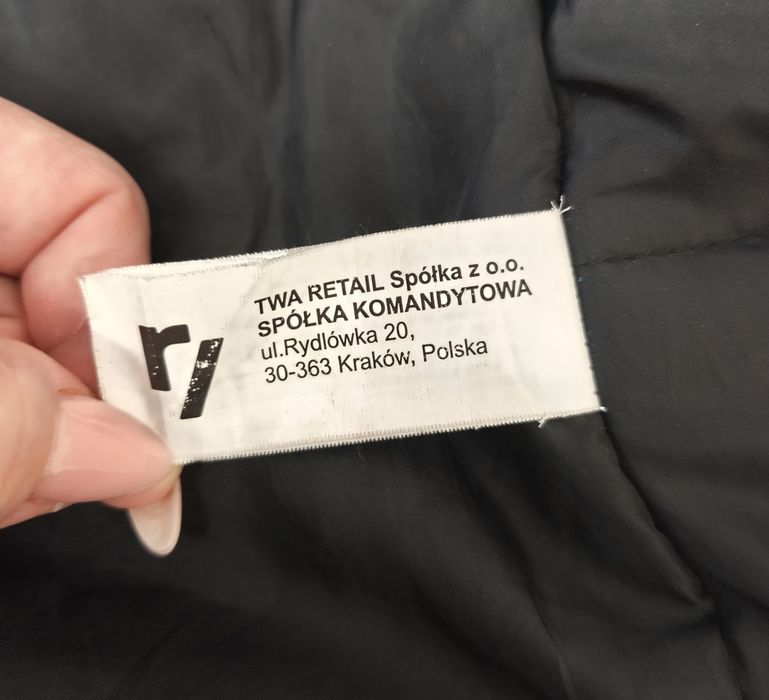 r/
TWA RETAIL Spółka z o.o.
SPÓŁKA KOMANDYTOWA
ul.Rydlówka 20,
30-363 Kraków, Polska